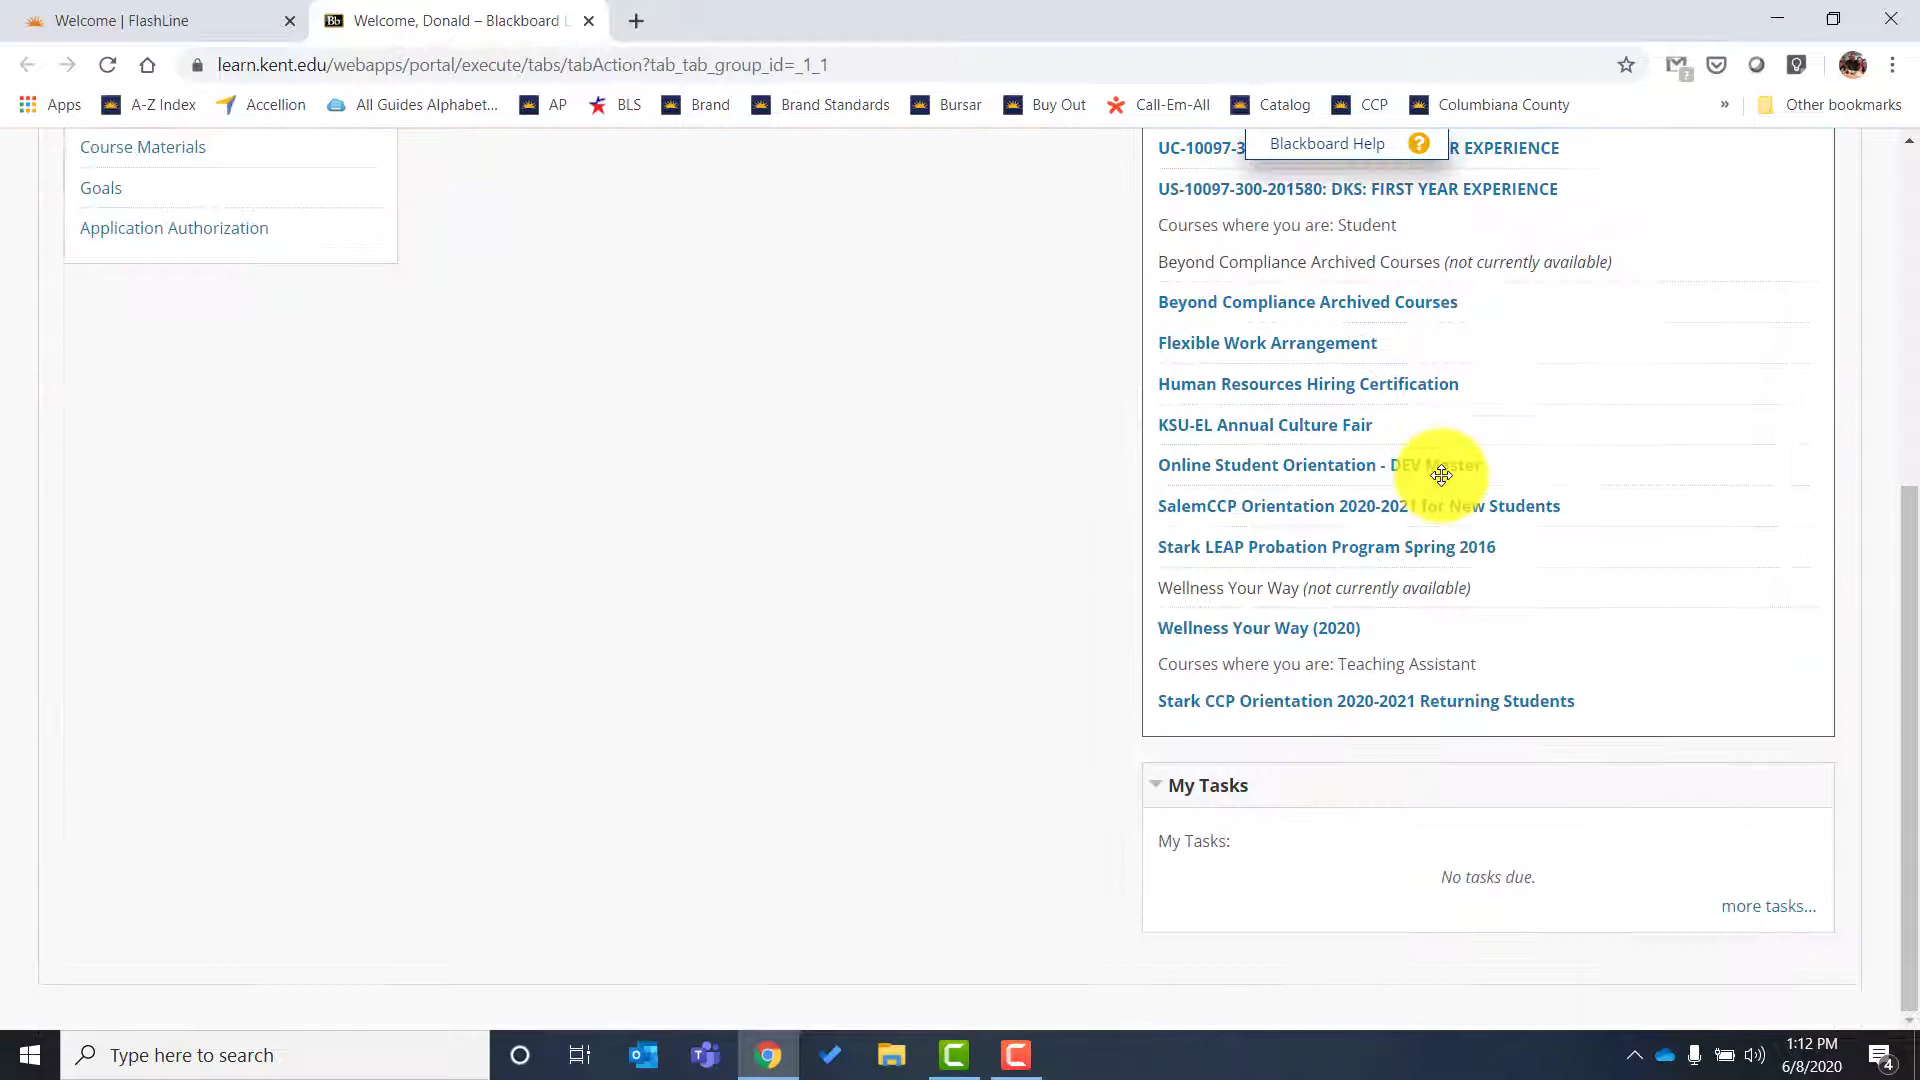 Welcome | FlashLine
Bb Welcome, Donald – Blackboard L
learn.kent.edu/webapps/portal/execute/tabs/tabAction?tab_tab_group_id=_1_1
Apps A-Z Index Accellion All Guides Alphabet... AP BLS Brand Brand Standards Bursar Buy Out Call-Em-All Catalog CCP Columbiana County » Other bookmarks
Course Materials
Goals
Application Authorization
Blackboard Help ?
UC-10097-3 R EXPERIENCE
US-10097-300-201580: DKS: FIRST YEAR EXPERIENCE
Courses where you are: Student
Beyond Compliance Archived Courses (not currently available)
Beyond Compliance Archived Courses
Flexible Work Arrangement
Human Resources Hiring Certification
KSU-EL Annual Culture Fair
Online Student Orientation - DEV Master
SalemCCP Orientation 2020-2021 for New Students
Stark LEAP Probation Program Spring 2016
Wellness Your Way (not currently available)
Wellness Your Way (2020)
Courses where you are: Teaching Assistant
Stark CCP Orientation 2020-2021 Returning Students
My Tasks
My Tasks:
No tasks due.
more tasks...
Type here to search
1:12 PM
6/8/2020
4